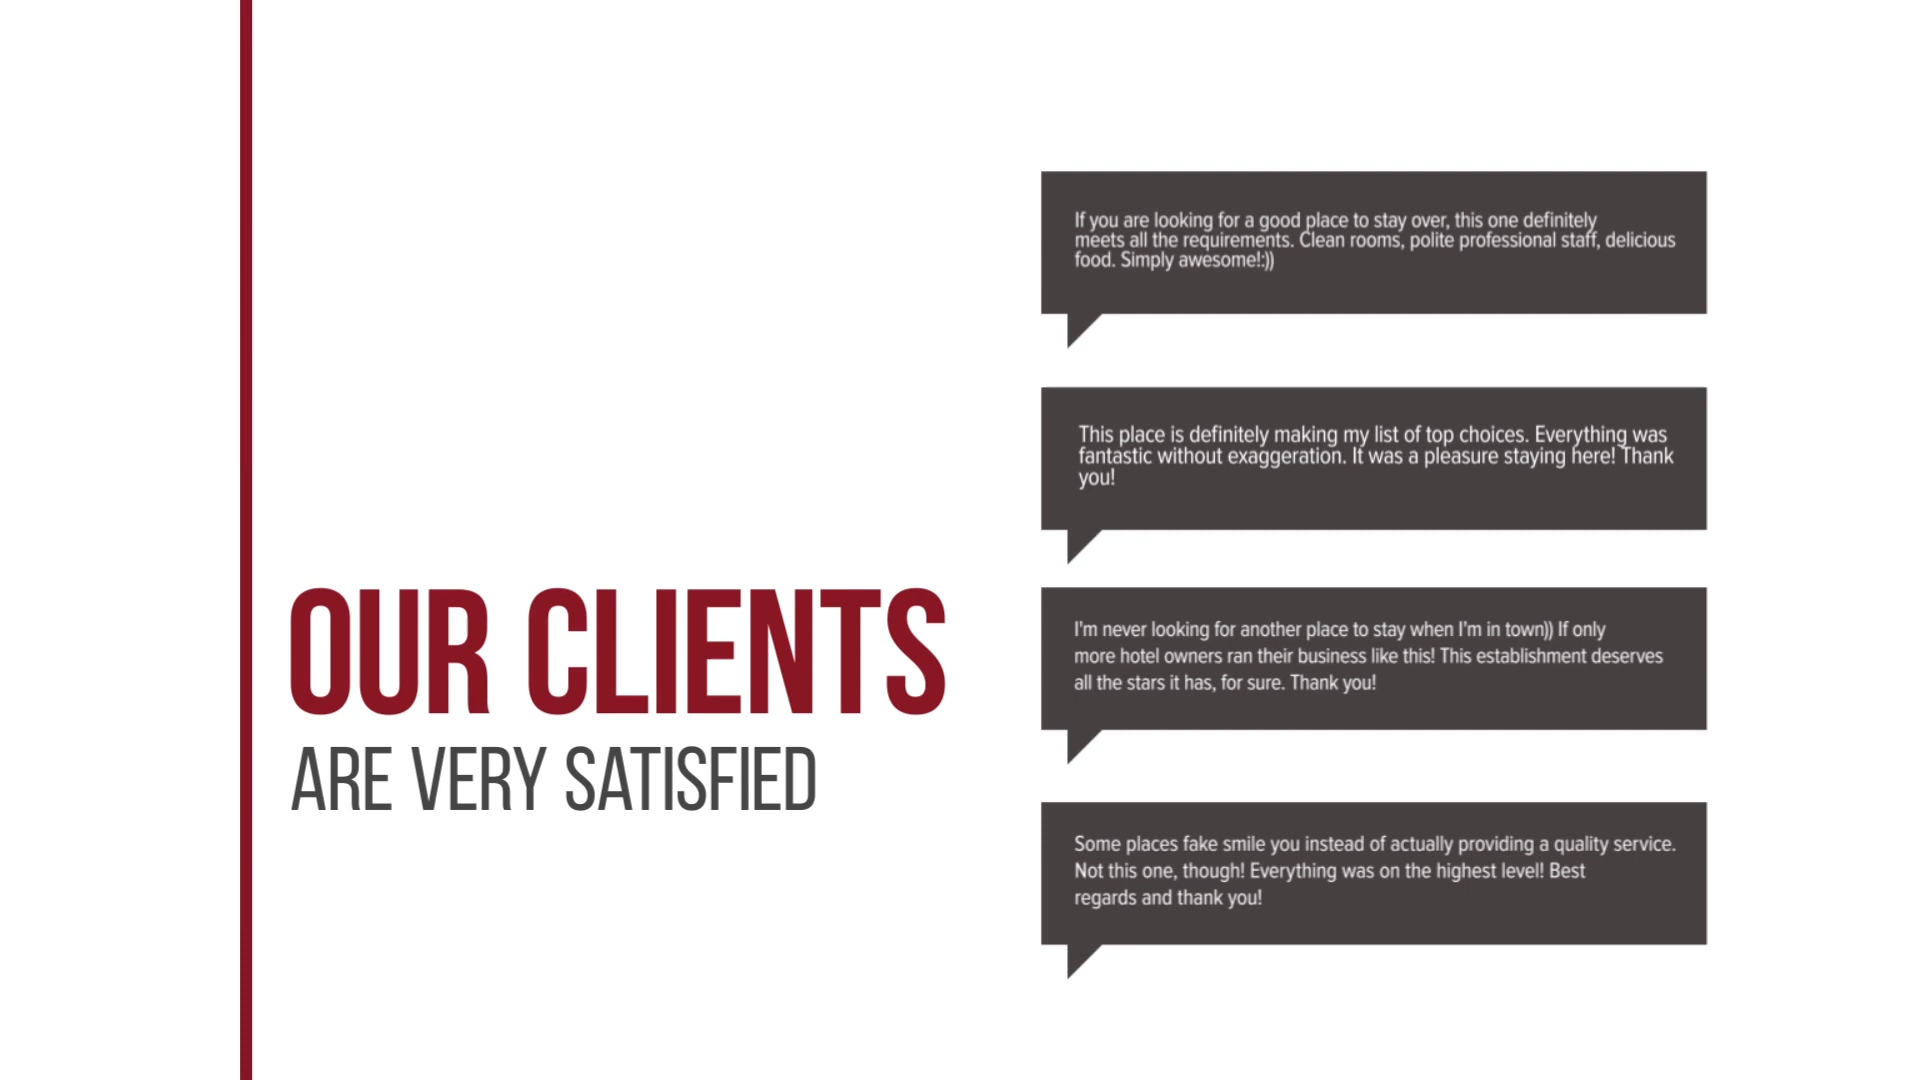 OUR CLIENTS
ARE VERY SATISFIED
If you are looking for a good place to stay over, this one definitely
meets all the requirements. Clean rooms, polite professional staff, delicious
food. Simply awesome!:))
This place is definitely making my list of top choices. Everything was
fantastic without exaggeration. It was a pleasure staying here! Thank
you!
I'm never looking for another place to stay when I'm in town)) If only
more hotel owners ran their business like this! This establishment deserves
all the stars it has, for sure. Thank you!
Some places fake smile you instead of actually providing a quality service.
Not this one, though! Everything was on the highest level! Best
regards and thank you!